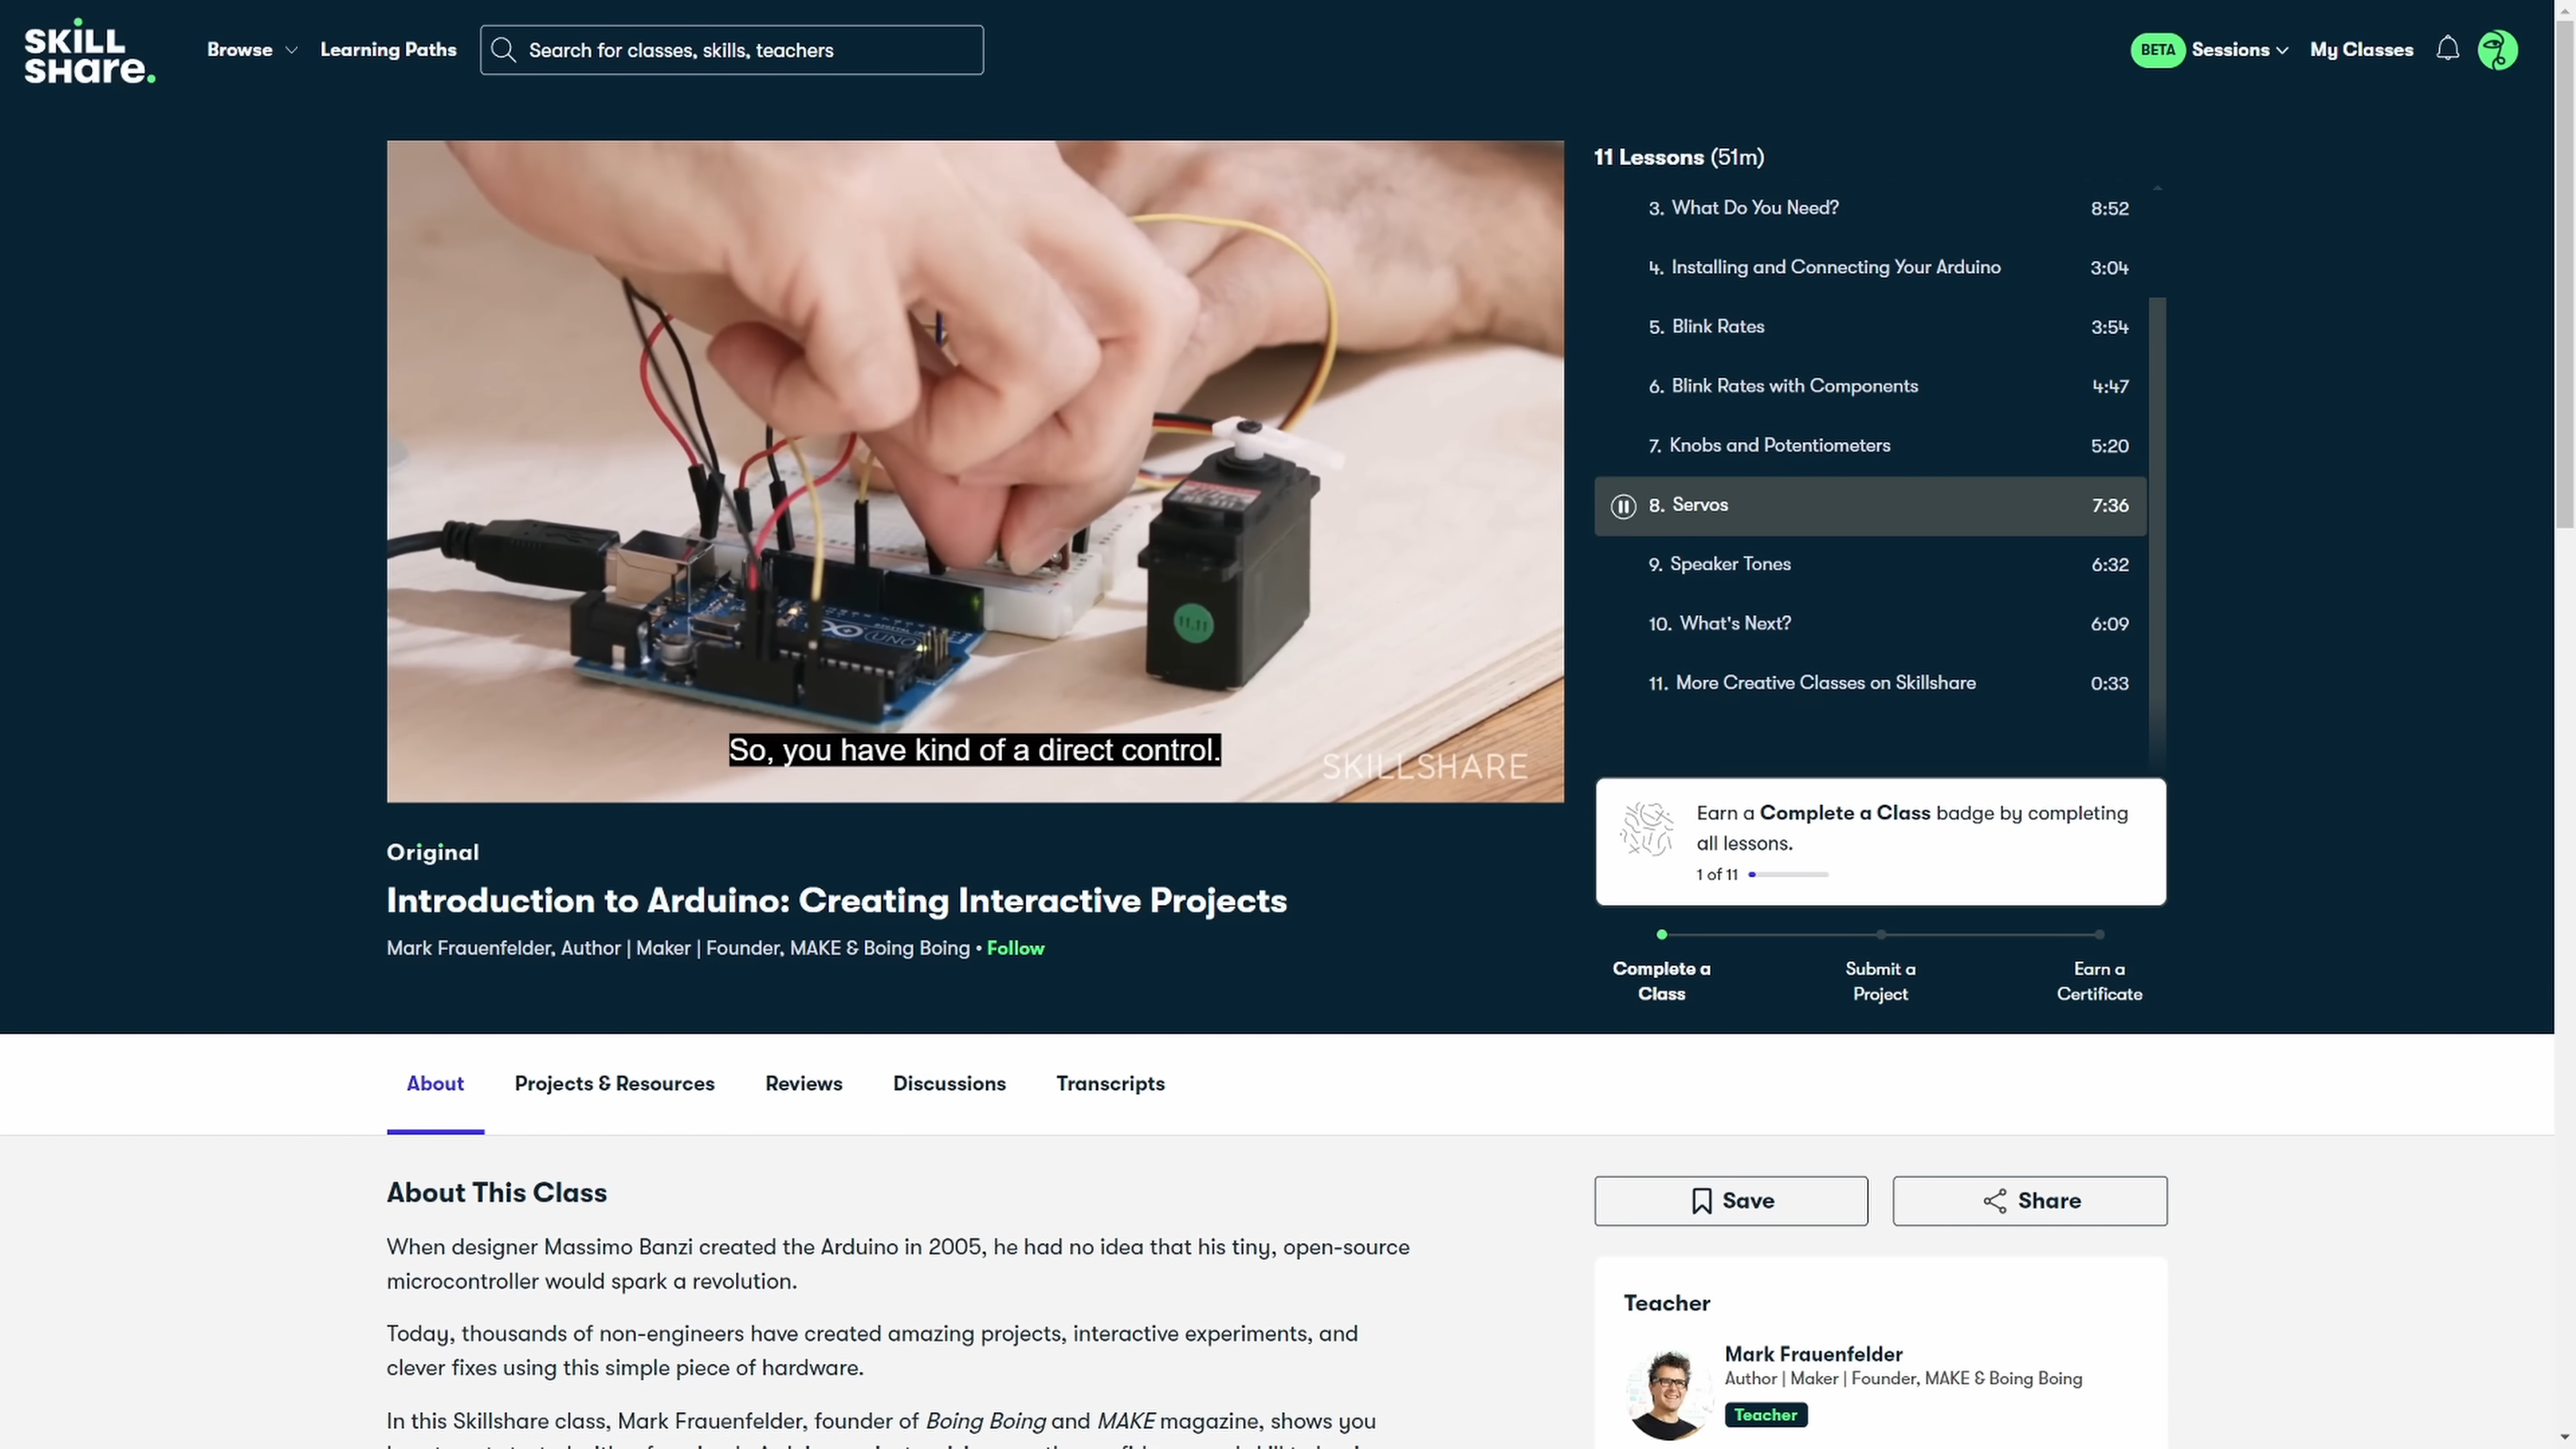 SKILL
SHare.
Browse
Learning Paths
Search for classes, skills, teachers
BETA
Sessions
My Classes
UNO
11.11
So, you have kind of a direct control.
SKILLSHARE
11 Lessons (51m)
3. What Do You Need? 8:52
4. Installing and Connecting Your Arduino 3:04
5. Blink Rates 3:54
6. Blink Rates with Components 4:47
7. Knobs and Potentiometers 5:20
8. Servos 7:36
9. Speaker Tones 6:32
10. What's Next? 6:09
11. More Creative Classes on Skillshare 0:33
Earn a Complete a Class badge by completing
all lessons.
1 of 11
Complete a
Class
Submit a
Project
Earn a
Certificate
Original
Introduction to Arduino: Creating Interactive Projects
Mark Frauenfelder, Author | Maker | Founder, MAKE & Boing Boing • Follow
About
Projects & Resources
Reviews
Discussions
Transcripts
About This Class
When designer Massimo Banzi created the Arduino in 2005, he had no idea that his tiny, open-source
microcontroller would spark a revolution.
Today, thousands of non-engineers have created amazing projects, interactive experiments, and
clever fixes using this simple piece of hardware.
In this Skillshare class, Mark Frauenfelder, founder of Boing Boing and MAKE magazine, shows you
Save
Share
Teacher
Mark Frauenfelder
Author | Maker | Founder, MAKE & Boing Boing
Teacher